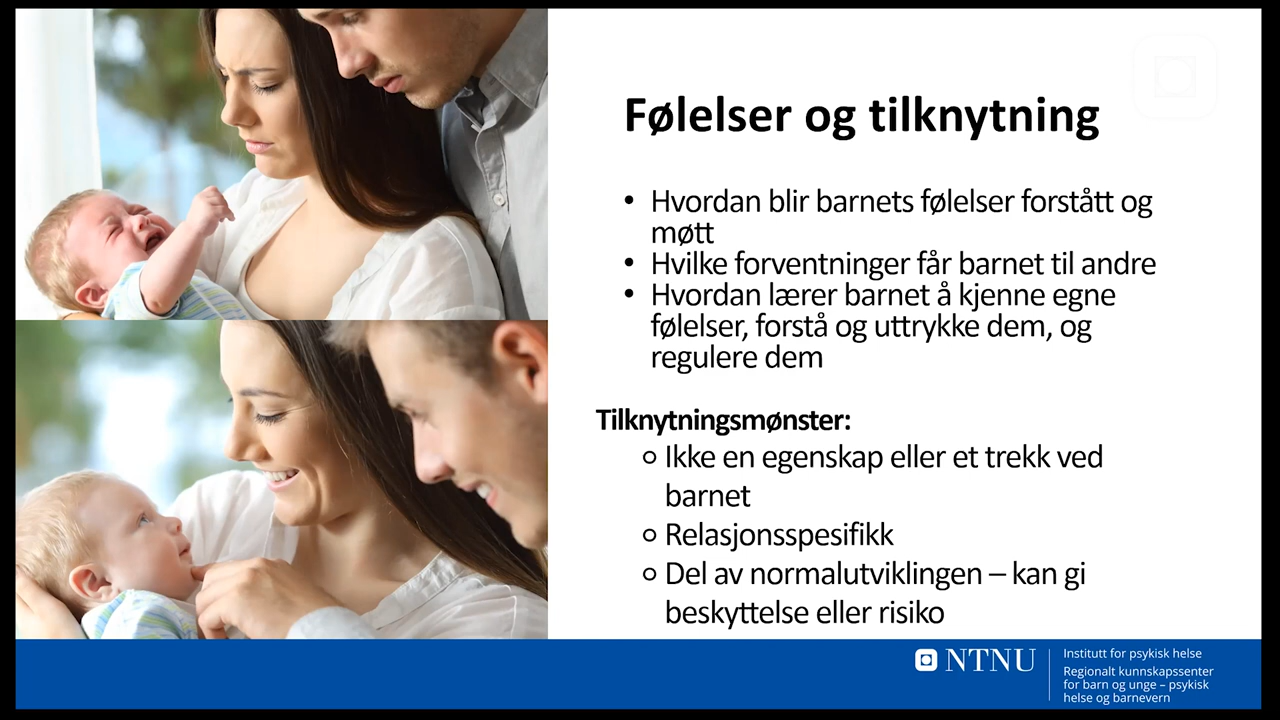 Følelser og tilknytning
• Hvordan blir barnets følelser forstått og
møtt
• Hvilke forventninger får barnet til andre
• Hvordan lærer barnet å kjenne egne
følelser, forstå og uttrykke dem, og
regulere dem
Tilknytningsmønster:
○ Ikke en egenskap eller et trekk ved
barnet
○ Relasjonsspesifikk
○ Del av normalutviklingen – kan gi
beskyttelse eller risiko
NTNU
Institutt for psykisk helse
Regionalt kunnskapssenter
for barn og unge – psykisk
helse og barnevern